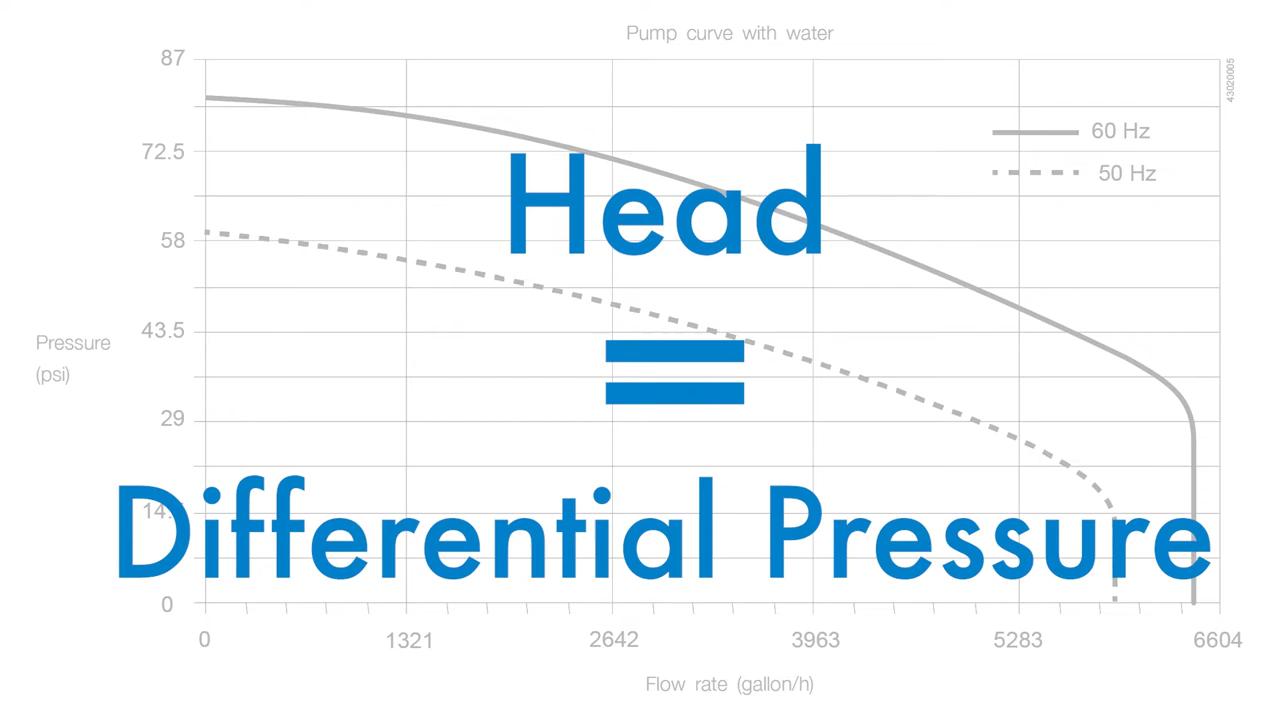 Pump curve with water
87
43020005
60 Hz
72.5
50 Hz
Head
58
43.5
Pressure
(psi)
=
29
Differential Pressure
0
0 1321 2642 3963 5283 6604
Flow rate (gallon/h)